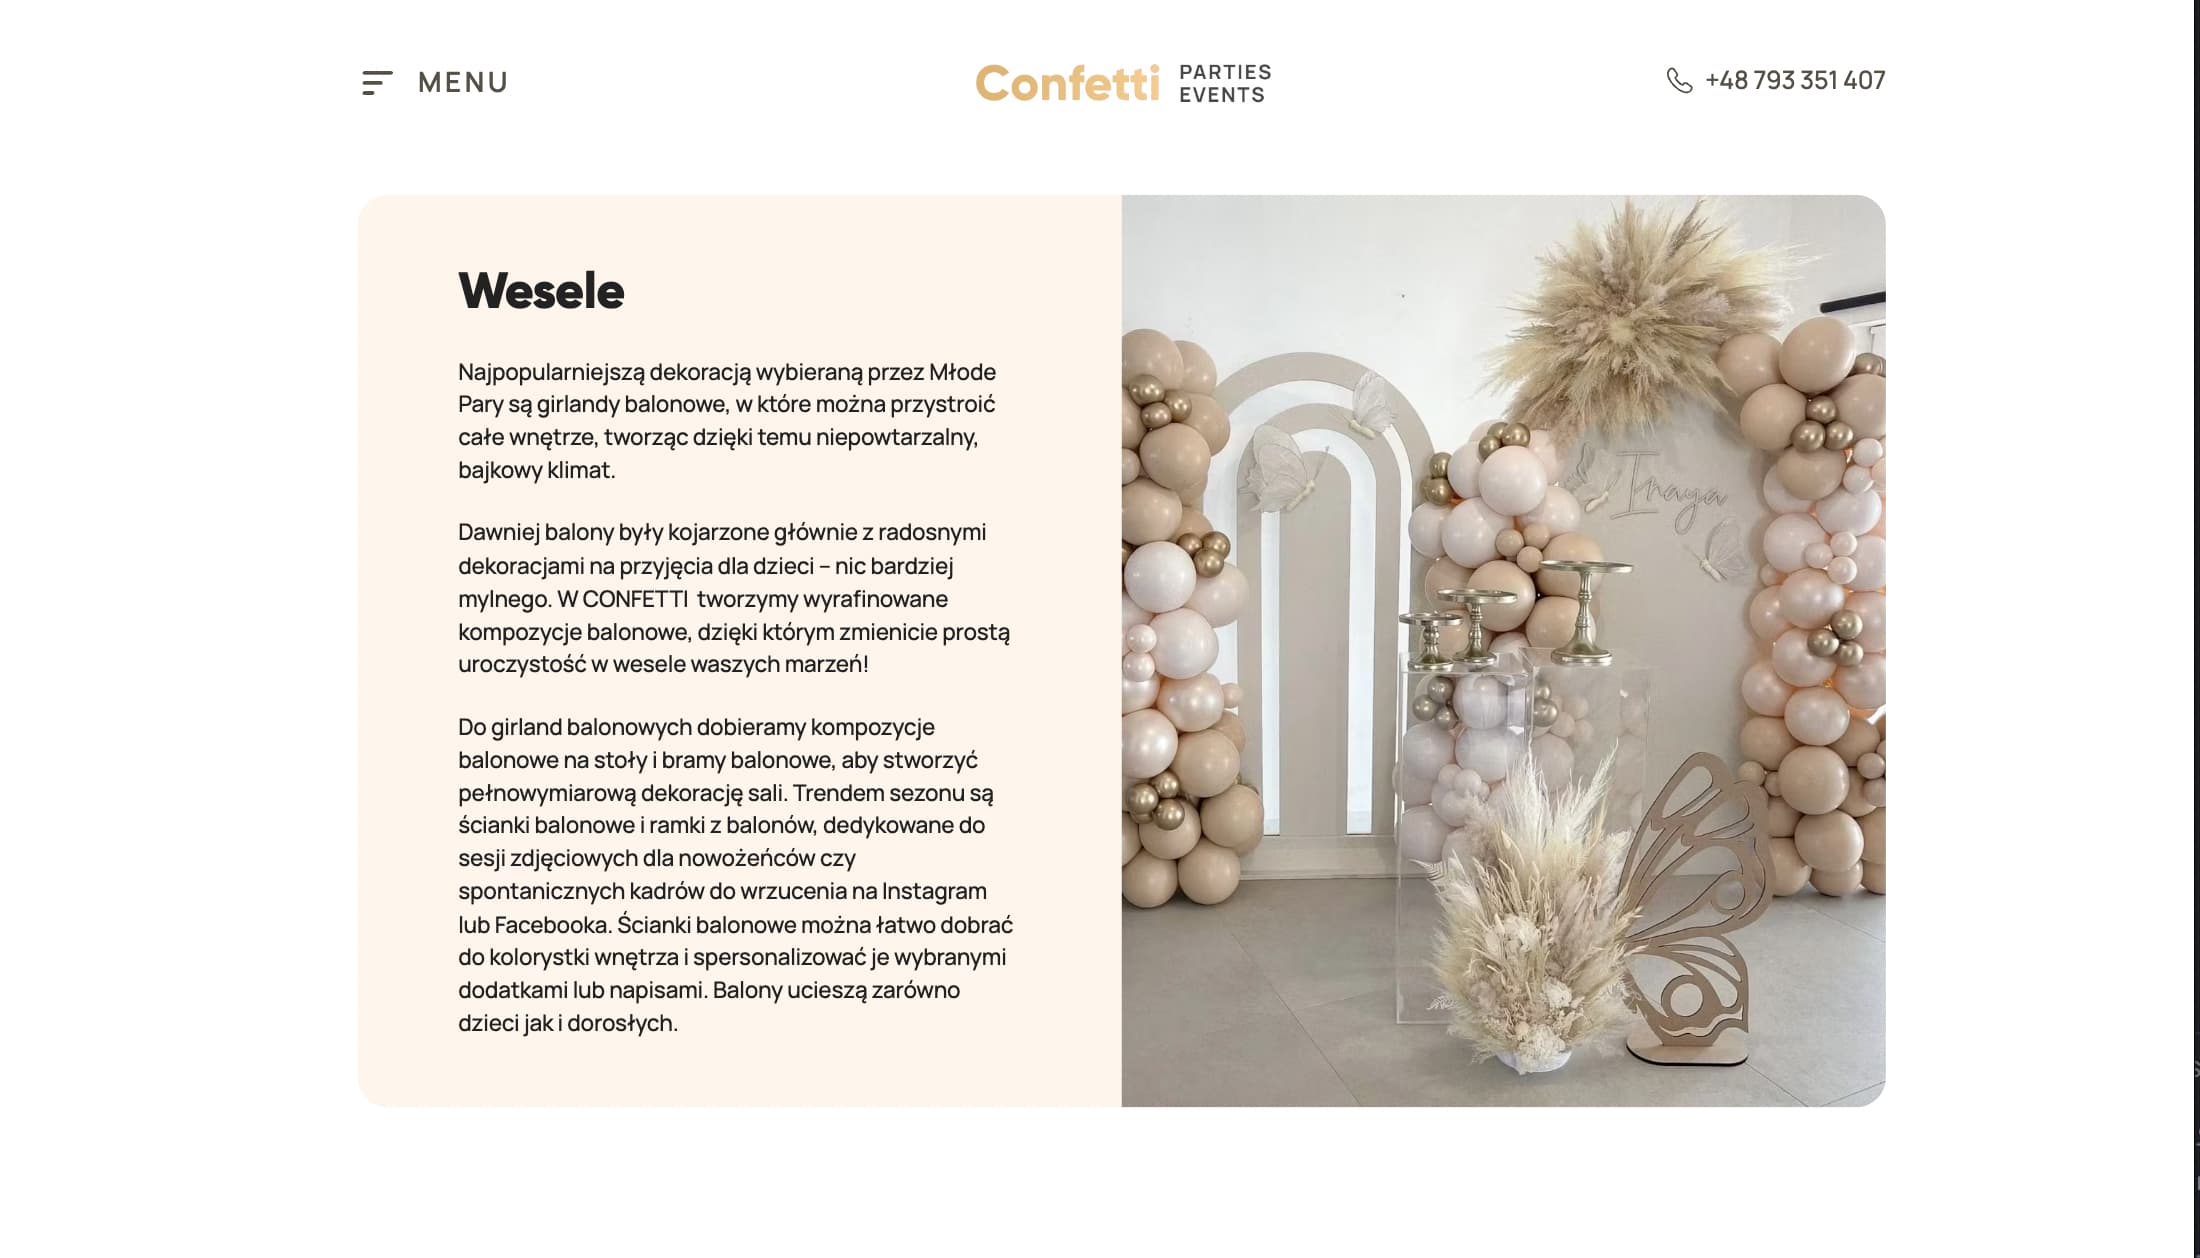 MENU
Confetti
PARTIES
EVENTS
+48 793 351 407
Wesele
Najpopularniejszą dekoracją wybieraną przez Młode
Pary są girlandy balonowe, w które można przystroić
całe wnętrze, tworząc dzięki temu niepowtarzalny,
bajkowy klimat.
Dawniej balony były kojarzone głównie z radosnymi
dekoracjami na przyjęcia dla dzieci – nic bardziej
mylnego. W CONFETTI  tworzymy wyrafinowane
kompozycje balonowe, dzięki którym zmienicie prostą
uroczystość w wesele waszych marzeń!
Do girland balonowych dobieramy kompozycje
balonowe na stoły i bramy balonowe, aby stworzyć
pełnowymiarową dekorację sali. Trendem sezonu są
ścianki balonowe i ramki z balonów, dedykowane do
sesji zdjęciowych dla nowożeńców czy
spontanicznych kadrów do wrzucenia na Instagram
lub Facebooka. Ścianki balonowe można łatwo dobrać
do kolorystki wnętrza i spersonalizować je wybranymi
dodatkami lub napisami. Balony ucieszą zarówno
dzieci jak i dorosłych.
Inaya